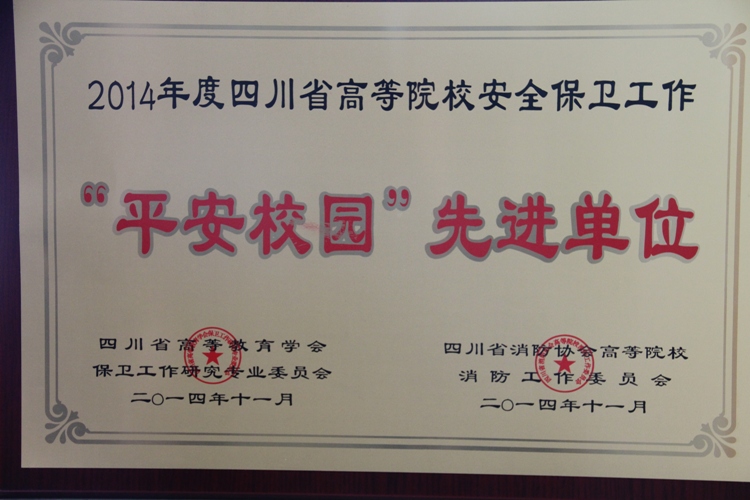 2014年度四川省高等院校安全保卫工作
“平安校园”先进单位
四川省高等教育学会
保卫工作研究专业委员会
二〇一四年十一月
四川省消防协会高等院校
消防工作委员会
二〇一四年十一月